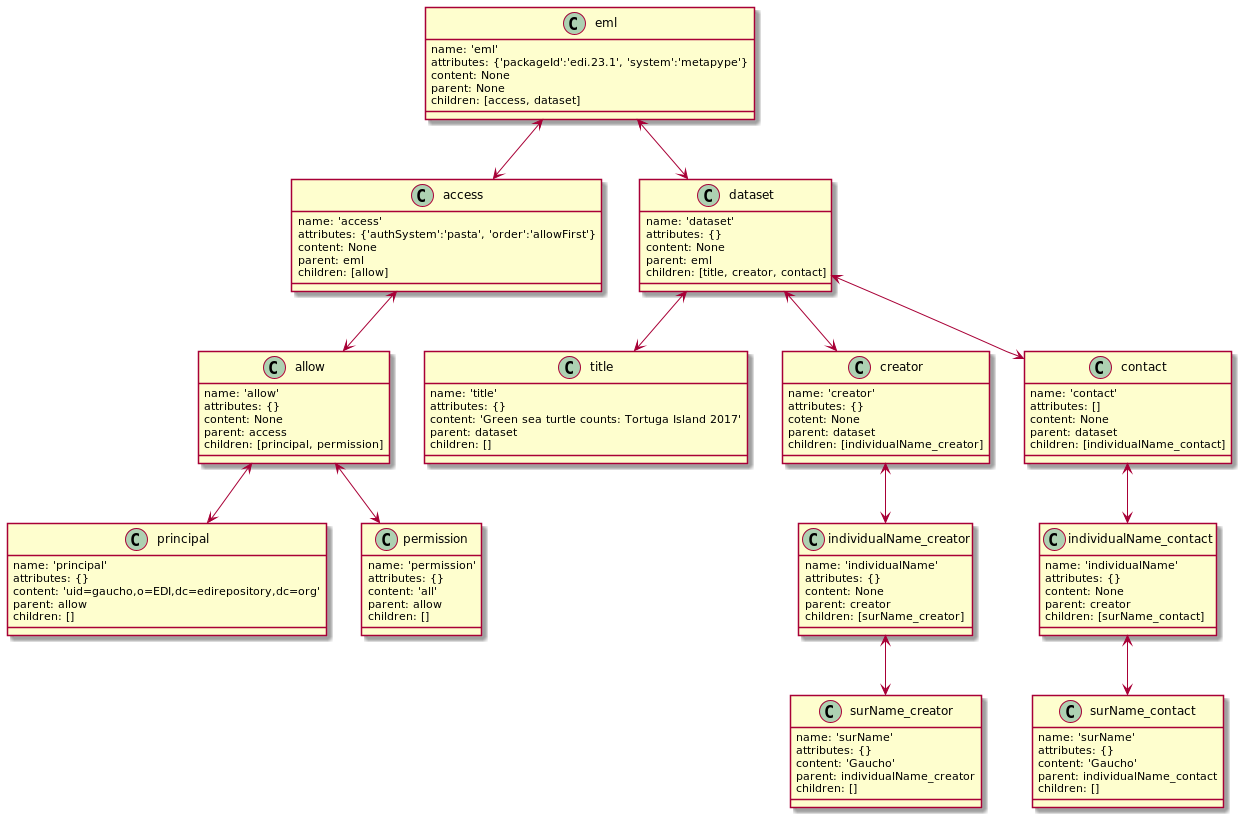 C eml
name: 'eml'
attributes: {'packageId':'edi.23.1', 'system':'metapype'}
content: None
parent: None
children: [access, dataset]
C access
name: 'access'
attributes: {'authSystem':'pasta', 'order':'allowFirst'}
content: None
parent: eml
children: [allow]
C dataset
name: 'dataset'
attributes: {}
content: None
parent: eml
children: [title, creator, contact]
C allow
name: 'allow'
attributes: {}
content: None
parent: access
children: [principal, permission]
C title
name: 'title'
attributes: {}
content: 'Green sea turtle counts: Tortuga Island 2017'
parent: dataset
children: []
C creator
name: 'creator'
attributes: {}
cotent: None
parent: dataset
children: [individualName_creator]
C contact
name: 'contact'
attributes: []
content: None
parent: dataset
children: [individualName_contact]
C principal
name: 'principal'
attributes: {}
content: 'uid=gaucho,o=EDI,dc=edirepository,dc=org'
parent: allow
children: []
C permission
name: 'permission'
attributes: {}
content: 'all'
parent: allow
children: []
C individualName_creator
name: 'individualName'
attributes: {}
content: None
parent: creator
children: [surName_creator]
C individualName_contact
name: 'individualName'
attributes: {}
content: None
parent: creator
children: [surName_contact]
C surName_creator
name: 'surName'
attributes: {}
content: 'Gaucho'
parent: individualName_creator
children: []
C surName_contact
name: 'surName'
attributes: {}
content: 'Gaucho'
parent: individualName_contact
children: []